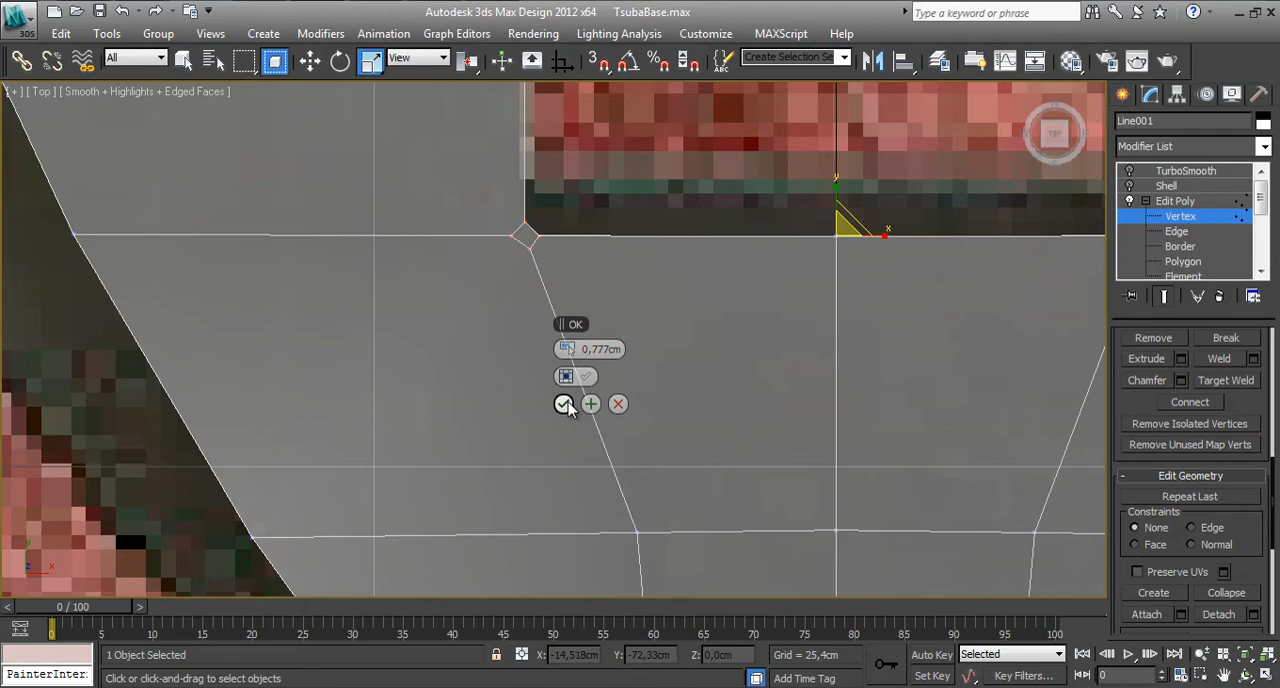 3DS
Autodesk 3ds Max Design 2012 x64 TsubaBase.max
Type a keyword or phrase
Edit Tools Group Views Create Modifiers Animation Graph Editors Rendering Lighting Analysis Customize MAXScript Help
All
View
3
Create Selection Se
+ ] [ Top ] [ Smooth + Highlights + Edged Faces ]
TOP
y
x
OK
0,777cm
y
z x
Line001
Modifier List
TurboSmooth
Shell
Edit Poly
Vertex
Edge
Border
Polygon
Element
Remove Break
Extrude Weld
Chamfer Target Weld
Connect
Remove Isolated Vertices
Remove Unused Map Verts
- Edit Geometry
Repeat Last
Constraints
None Edge
Face Normal
Preserve UVs
Create Collapse
Attach Detach
< 0 / 100 >
0 5 10 15 20 25 30 35 40 45 50 55 60 65 70 75 80 85 90 95 100
1 Object Selected X: -14,518cm Y: -72,33cm Z: 0,0cm Grid = 25,4cm Auto Key Selected
PainterInter: Click or click-and-drag to select objects Add Time Tag Set Key Key Filters... 0